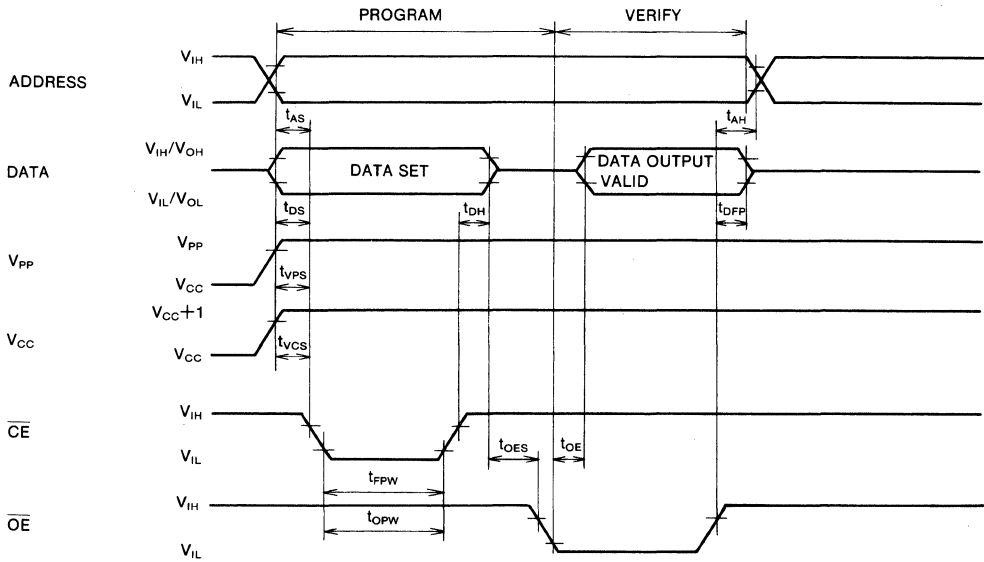 PROGRAM VERIFY
ADDRESS
VIH
VIL
tAS
tAH
DATA
VIH/VOH
VIL/VOL
DATA SET
DATA OUTPUT
VALID
tDS
tDH
tDFP
VPP
VPP
VCC
tVPS
VCC
VCC+1
VCC
tVCS
CE
VIH
VIL
tOES
tOE
tFPW
OE
VIH
VIL
tOPW